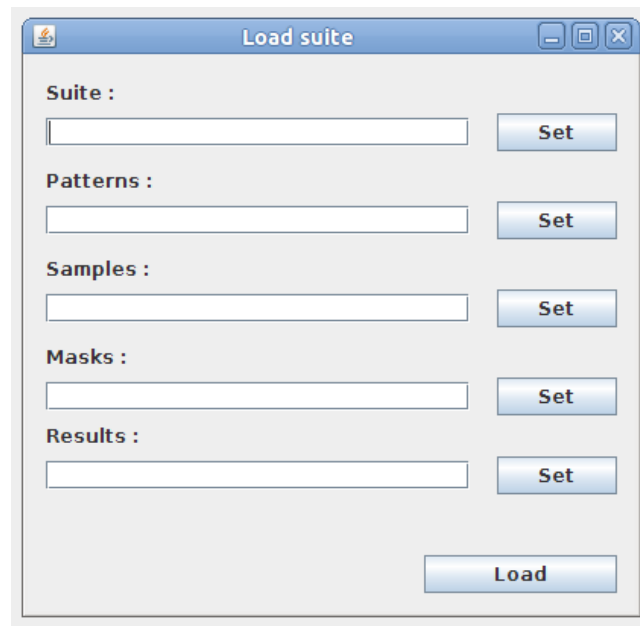 Load suite
Suite :
Set
Patterns :
Set
Samples :
Set
Masks :
Set
Results :
Set
Load